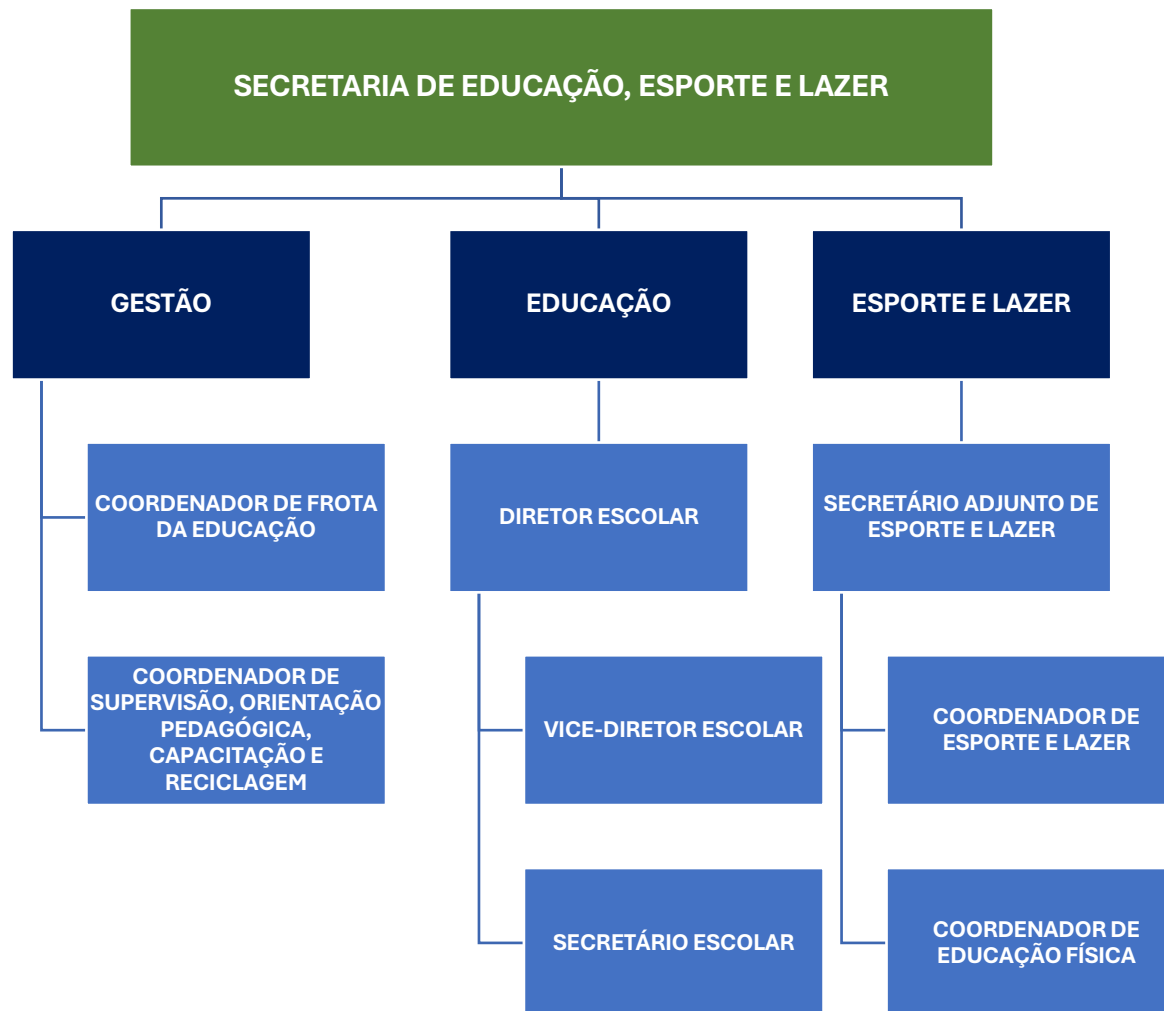 SECRETARIA DE EDUCAÇÃO, ESPORTE E LAZER
GESTÃO
EDUCAÇÃO
ESPORTE E LAZER
COORDENADOR DE FROTA
DA EDUCAÇÃO
DIRETOR ESCOLAR
SECRETÁRIO ADJUNTO DE
ESPORTE E LAZER
COORDENADOR DE
SUPERVISÃO, ORIENTAÇÃO
PEDAGÓGICA,
CAPACITAÇÃO E
RECICLAGEM
VICE-DIRETOR ESCOLAR
COORDENADOR DE
ESPORTE E LAZER
SECRETÁRIO ESCOLAR
COORDENADOR DE
EDUCAÇÃO FÍSICA